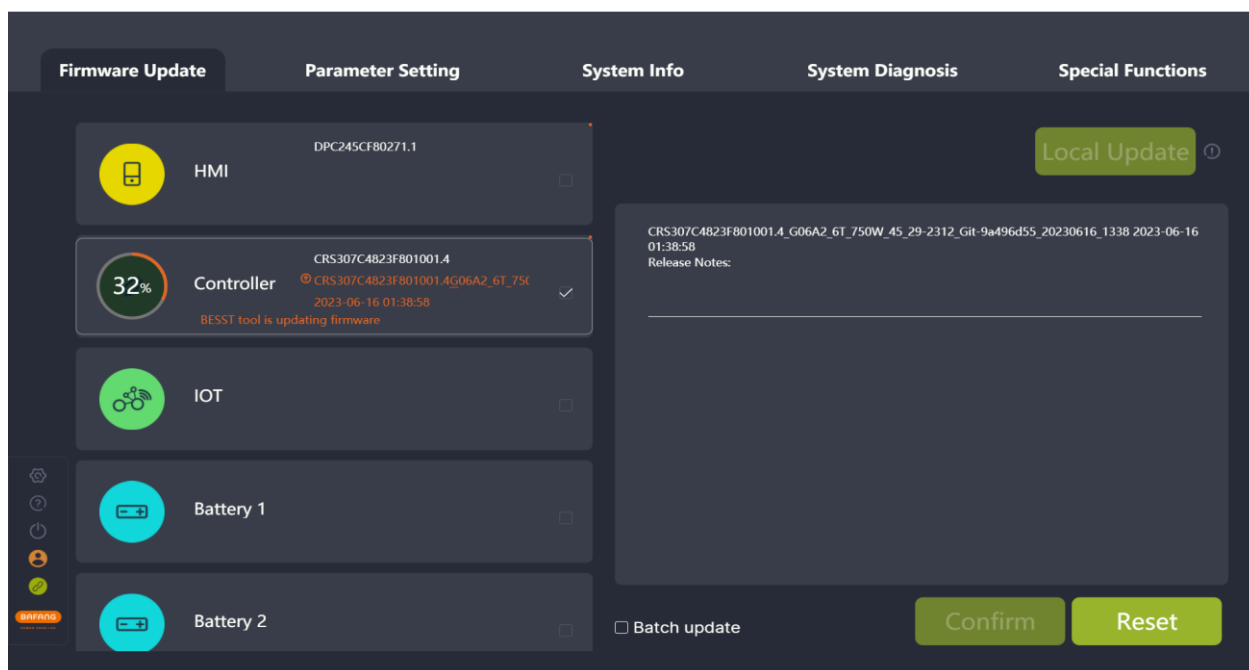 Firmware Update
Parameter Setting
System Info
System Diagnosis
Special Functions
HMI
DPC245CF80271.1
32%
Controller
CRS307C4823F801001.4
CRS307C4823F801001.4G06A2_6T_75(
2023-06-16 01:38:58
BESST tool is updating firmware
IOT
Battery 1
Battery 2
BAFANG
Local Update
CRS307C4823F801001.4_G06A2_6T_750W_45_29-2312_Git-9a496d55_20230616_1338 2023-06-16
01:38:58
Release Notes:
Batch update
Confirm
Reset